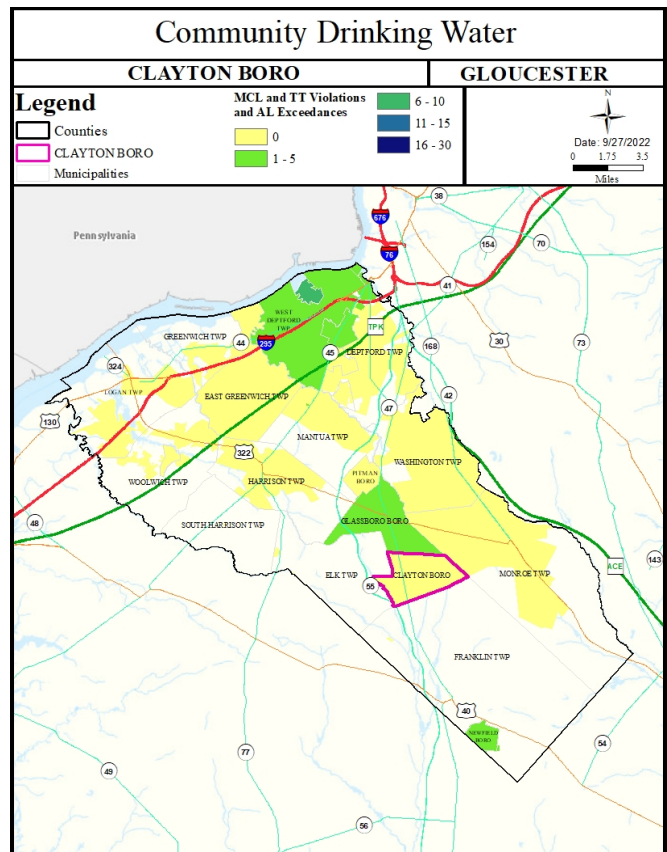 Community Drinking Water
CLAYTON BORO
GLOUCESTER
Legend
Counties
CLAYTON BORO
Municipalities
MCL and TT Violations
and AL Exceedances
0
1 - 5
6 - 10
11 - 15
16 - 30
N
Date: 9/27/2022
0 1.75 3.5
Miles
Pennsylvania
38
676
76
154
70
41
WEST
DEPTFORD
TWP
GREENWICH TWP
44
295
TPK
45
DEPTFORD TWP
168
30
73
324
LOGAN TWP
EAST GREENWICH TWP
130
47
42
MANTUA TWP
322
WASHINGTON TWP
PITMAN
BORO
WOOLWICH TWP
HARRISON TWP
48
SOUTH HARRISON TWP
GLASSBORO BORO
143
ACE
ELK TWP
CLAYTON BORO
MONROE TWP
55
FRANKLIN TWP
40
NEWFIELD
BORO
54
77
49
56